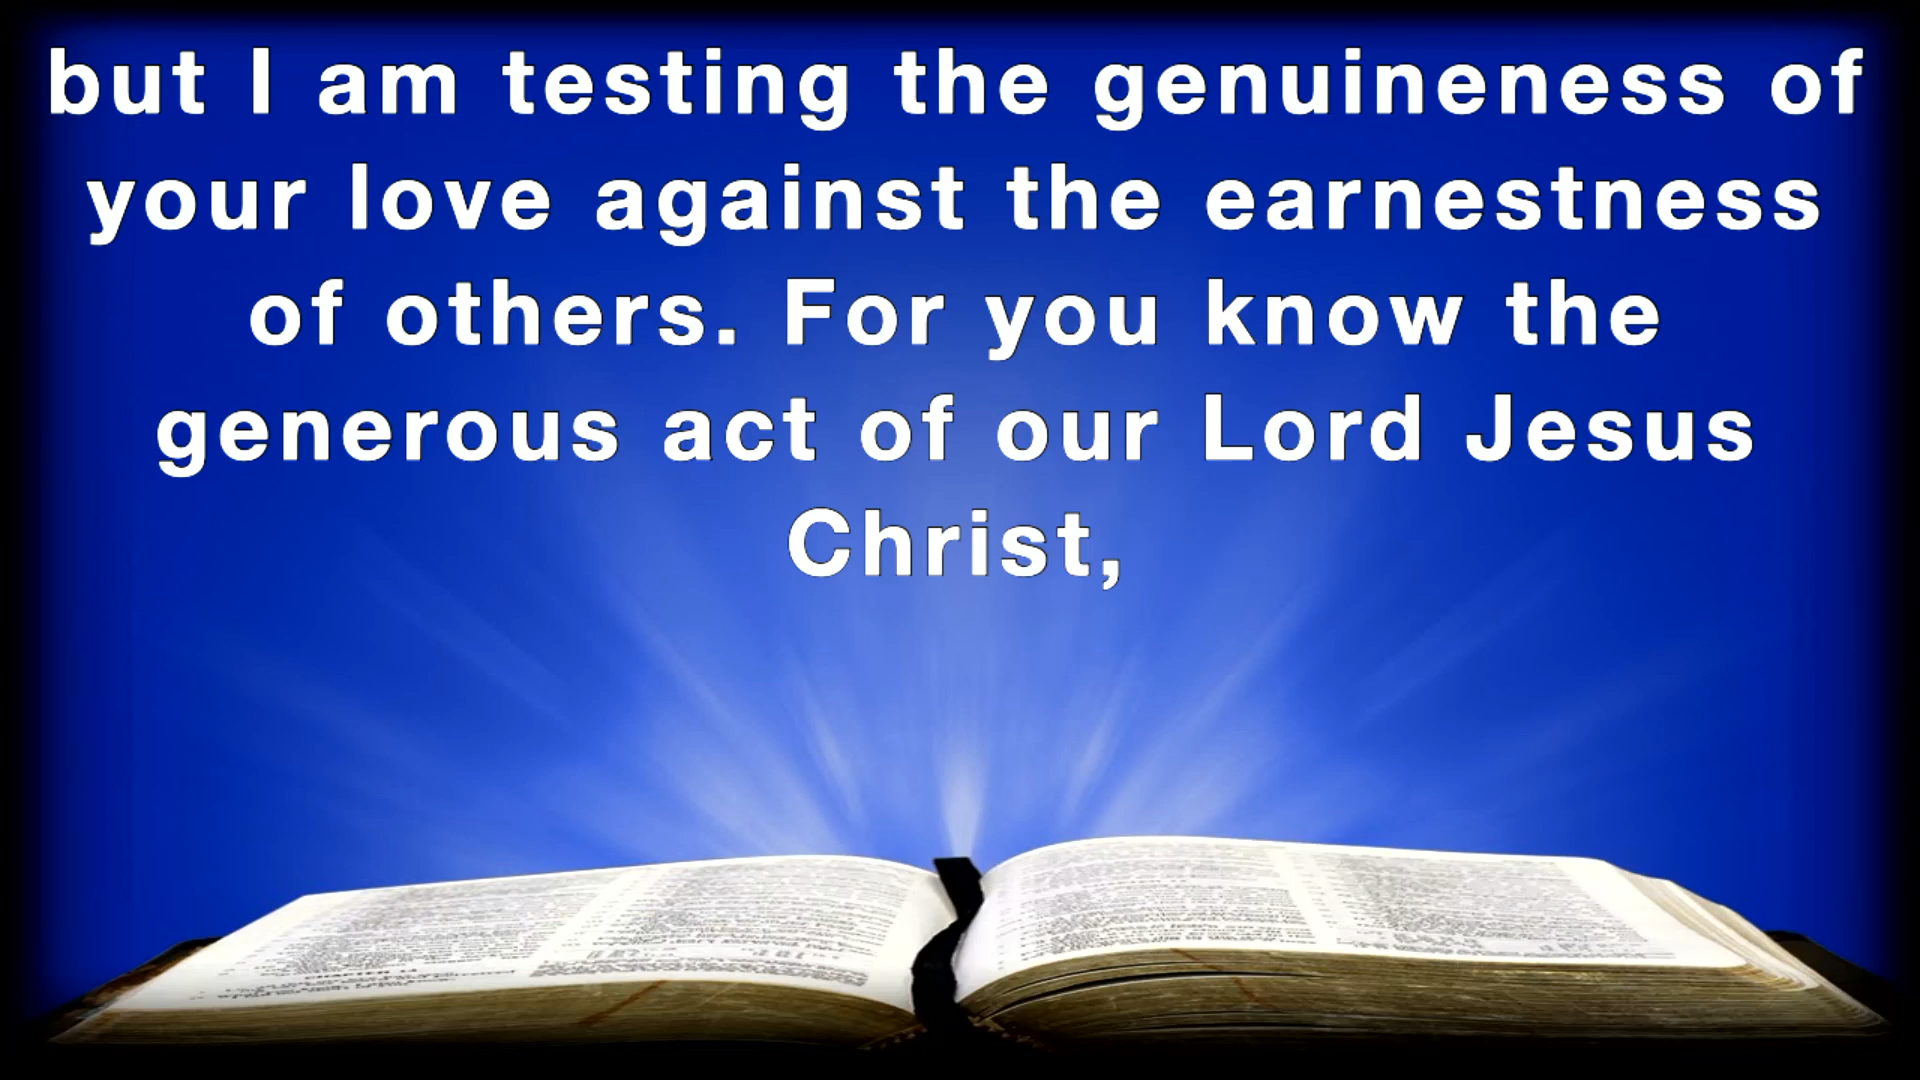 but I am testing the genuineness of
your love against the earnestness
of others. For you know the
generous act of our Lord Jesus
Christ,